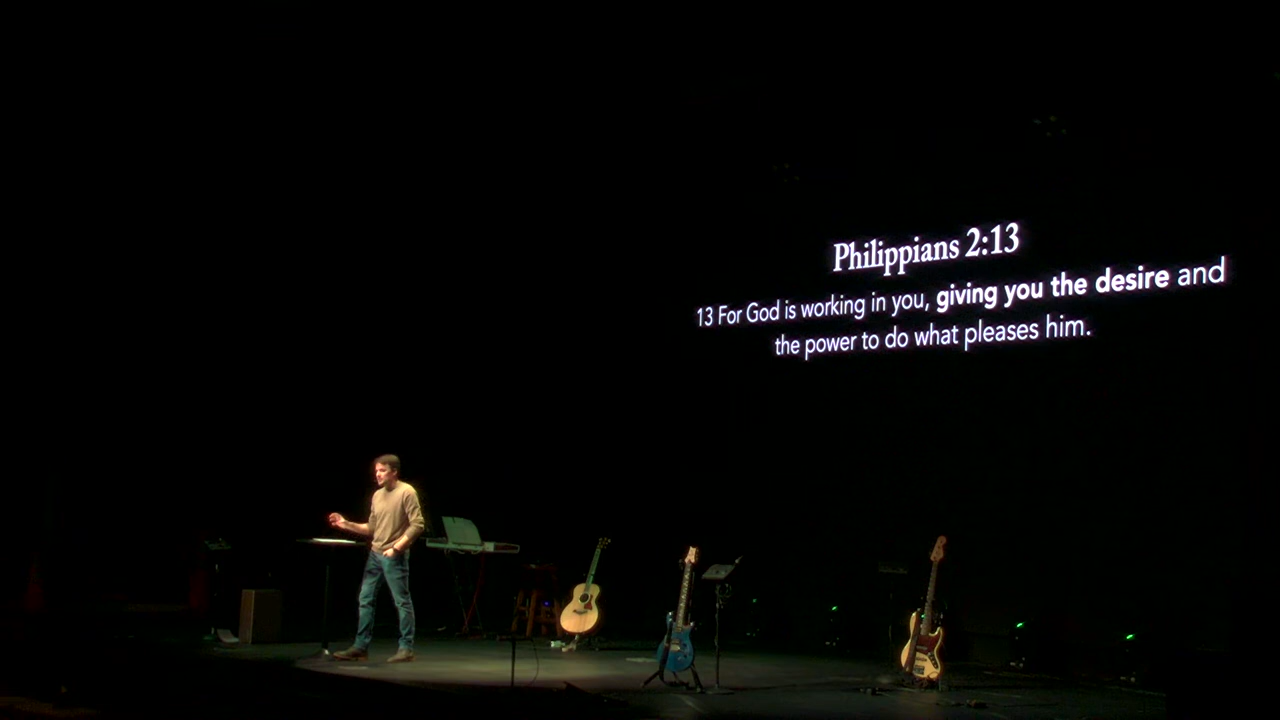 Philippians 2:13
13 For God is working in you, giving you the desire and
the power to do what pleases him.